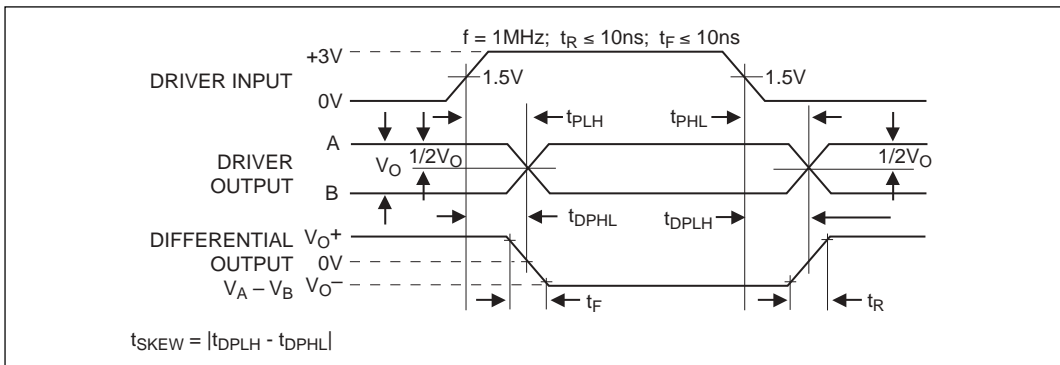 f = 1MHz; tR ≤ 10ns; tF ≤ 10ns
+3V
DRIVER INPUT
1.5V
1.5V
0V
tPLH
tPHL
A
DRIVER
OUTPUT
VO
1/2VO
1/2VO
B
tDPHL
tDPLH
DIFFERENTIAL
OUTPUT
VA – VB
VO+
0V
VO–
tF
tR
tSKEW = |tDPLH - tDPHL|